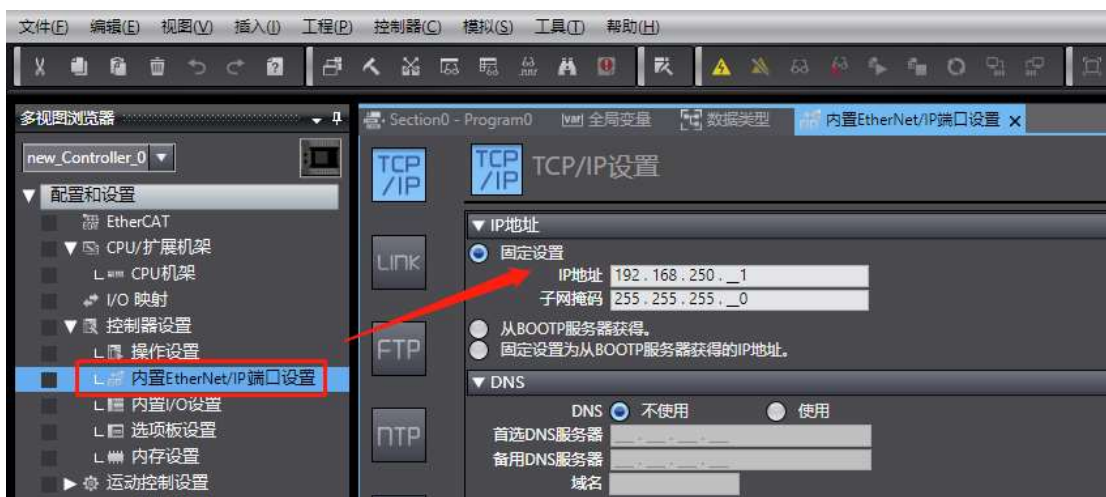 文件(F) 编辑(E) 视图(V) 插入(I) 工程(P) 控制器(C) 模拟(S) 工具(T) 帮助(H)
多视图浏览器
Section0 - Program0 全局变量 数据类型 内置EtherNet/IP端口设置
new_Controller_0
配置和设置
EtherCAT
CPU/扩展机架
CPU机架
I/O 映射
控制器设置
操作设置
内置EtherNet/IP端口设置
内置I/O设置
选项板设置
内存设置
运动控制设置
TCP/IP
LINK
FTP
NTP
TCP/IP
TCP/IP设置
IP地址
固定设置
IP地址 192.168.250.__1
子网掩码 255.255.255.__0
从BOOTP服务器获得。
固定设置为从BOOTP服务器获得的IP地址。
DNS
DNS 不使用 使用
首选DNS服务器 __.__.__.__
备用DNS服务器 __.__.__.__
域名